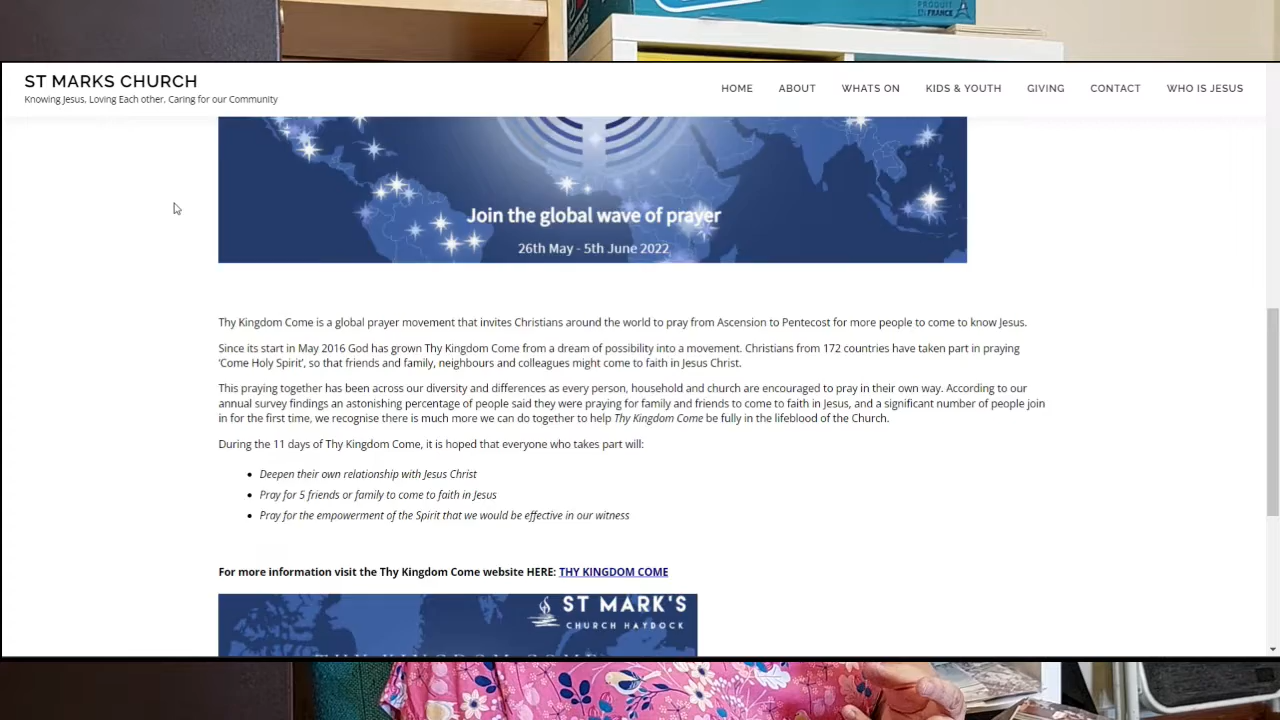 PRODUIT
EN FRANCE
ST MARKS CHURCH
Knowing Jesus, Loving Each other, Caring for our Community
HOME ABOUT WHATS ON KIDS & YOUTH GIVING CONTACT WHO IS JESUS
Join the global wave of prayer
26th May - 5th June 2022
Thy Kingdom Come is a global prayer movement that invites Christians around the world to pray from Ascension to Pentecost for more people to come to know Jesus.
Since its start in May 2016 God has grown Thy Kingdom Come from a dream of possibility into a movement. Christians from 172 countries have taken part in praying
‘Come Holy Spirit’, so that friends and family, neighbours and colleagues might come to faith in Jesus Christ.
This praying together has been across our diversity and differences as every person, household and church are encouraged to pray in their own way. According to our
annual survey findings an astonishing percentage of people said they were praying for family and friends to come to faith in Jesus, and a significant number of people join
in for the first time, we recognise there is much more we can do together to help Thy Kingdom Come be fully in the lifeblood of the Church.
During the 11 days of Thy Kingdom Come, it is hoped that everyone who takes part will:
Deepen their own relationship with Jesus Christ
Pray for 5 friends or family to come to faith in Jesus
Pray for the empowerment of the Spirit that we would be effective in our witness
For more information visit the Thy Kingdom Come website HERE: THY KINGDOM COME
ST MARK'S
CHURCH HAYDOCK